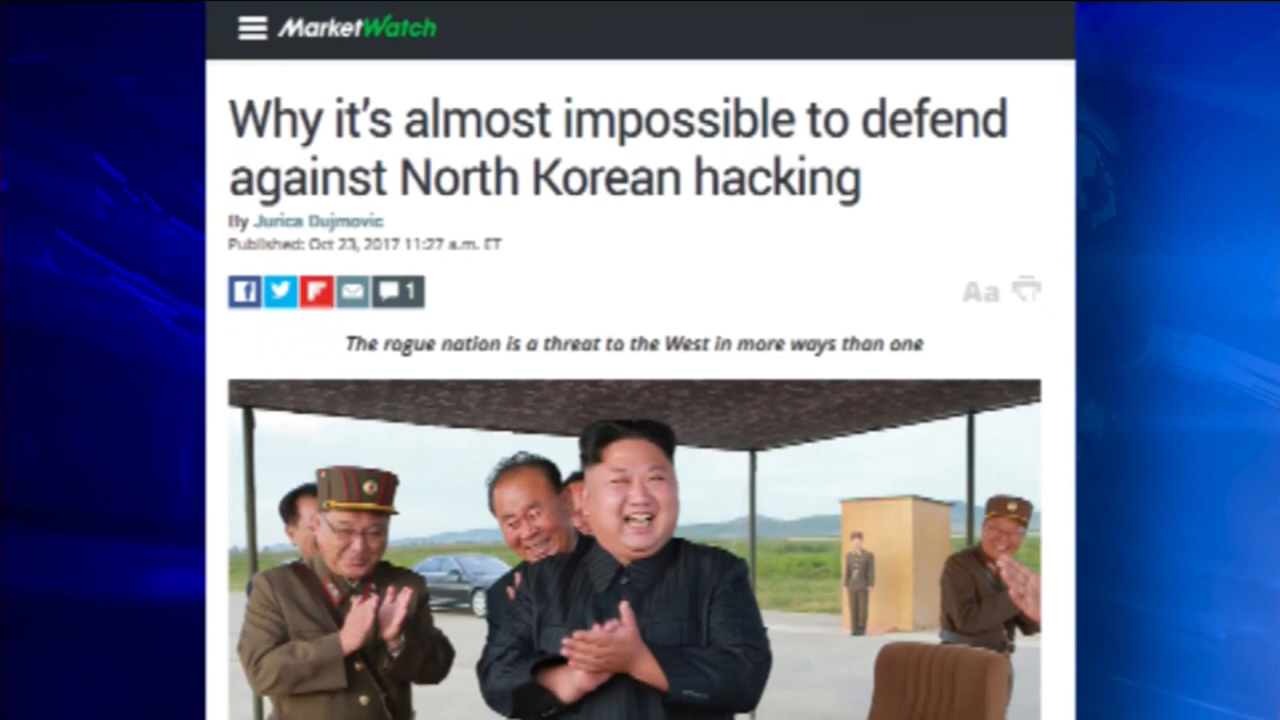 MarketWatch
Why it's almost impossible to defend
against North Korean hacking
By Jurica Dujmovic
Published: Oct 23, 2017 11:27 a.m. ET
1
Aa
The rogue nation is a threat to the West in more ways than one